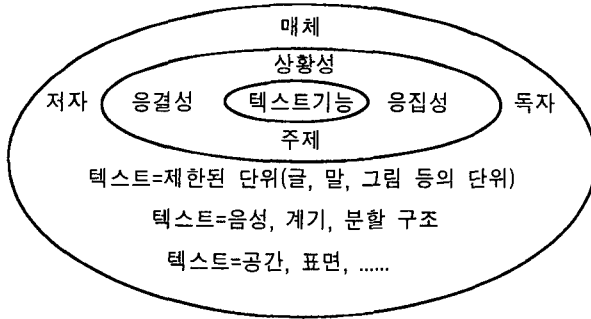 매체
상황성
저자 응결성 텍스트기능 응집성 독자
주제
텍스트=제한된 단위(글, 말, 그림 등의 단위)
텍스트=음성, 계기, 분할 구조
텍스트=공간, 표면, ......